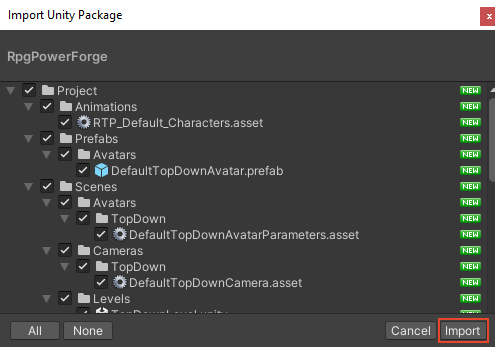 Import Unity Package
x
RpgPowerForge
Project NEW
Animations NEW
RTP_Default_Characters.asset NEW
Prefabs NEW
Avatars NEW
DefaultTopDownAvatar.prefab NEW
Scenes NEW
Avatars NEW
TopDown NEW
DefaultTopDownAvatarParameters.asset NEW
Cameras NEW
TopDown NEW
DefaultTopDownCamera.asset NEW
Levels NEW
TopDownLevel.unity NEW
All None Cancel Import